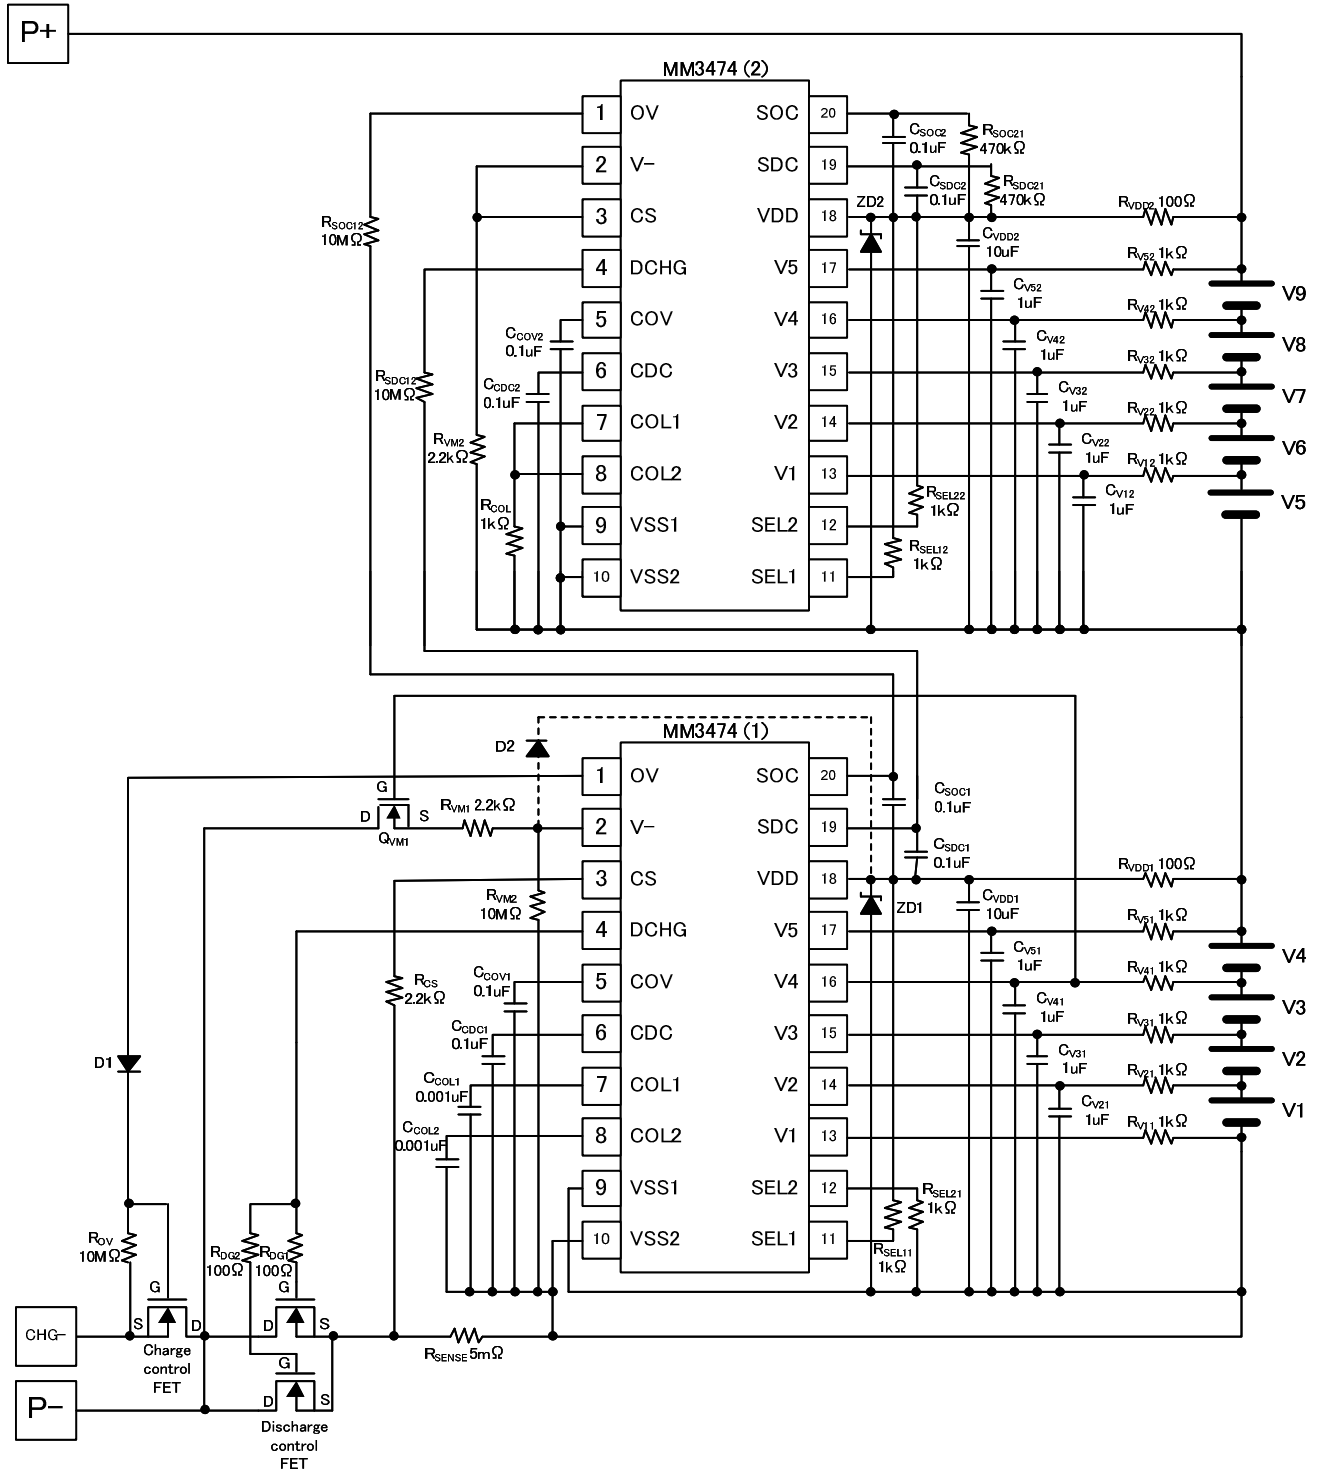 P+
MM3474(2)
1 OV SOC 20
2 V- SDC 19
3 CS VDD 18
4 DCHG V5 17
5 COV V4 16
6 CDC V3 15
7 COL1 V2 14
8 COL2 V1 13
9 VSS1 SEL2 12
10 VSS2 SEL1 11
RSOC12
10MΩ
RSDC12
10MΩ
RVM2
2.2kΩ
CCOV2
0.1uF
CCDC2
0.1uF
RCOL
1kΩ
CSOC2
0.1uF
RSOC21
470kΩ
CSDC2
0.1uF
RSDC21
470kΩ
ZD2
CVDD2
10uF
CV52
1uF
CV42
1uF
CV32
1uF
CV22
1uF
CV12
1uF
RSEL22
1kΩ
RSEL12
1kΩ
RVDD2 100Ω
RV52 1kΩ
RV42 1kΩ
RV32 1kΩ
RV22 1kΩ
RV12 1kΩ
V9
V8
V7
V6
V5
MM3474(1)
1 OV SOC 20
2 V- SDC 19
3 CS VDD 18
4 DCHG V5 17
5 COV V4 16
6 CDC V3 15
7 COL1 V2 14
8 COL2 V1 13
9 VSS1 SEL2 12
10 VSS2 SEL1 11
D2
G
D S
QVM1
RVM1 2.2kΩ
RVM2
10MΩ
RCS
2.2kΩ
CCOV1
0.1uF
CCDC1
0.1uF
CCOL1
0.001uF
CCOL2
0.001uF
CSOC1
0.1uF
CSDC1
0.1uF
ZD1
CVDD1
10uF
CV51
1uF
CV41
1uF
CV31
1uF
CV21
1uF
RSEL21
1kΩ
RSEL11
1kΩ
RVDD1 100Ω
RV51 1kΩ
RV41 1kΩ
RV31 1kΩ
RV21 1kΩ
RV11 1kΩ
V4
V3
V2
V1
D1
ROV
10MΩ
RDG2
100Ω
RDG1
100Ω
CHG-
G
S D
Charge
control
FET
G
D S
P-
G
D S
Discharge
control
FET
RSENSE 5mΩ